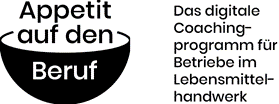 Appetit
auf den
Beruf
Das digitale
Coaching-
programm für
Betriebe im
Lebensmittel-
handwerk